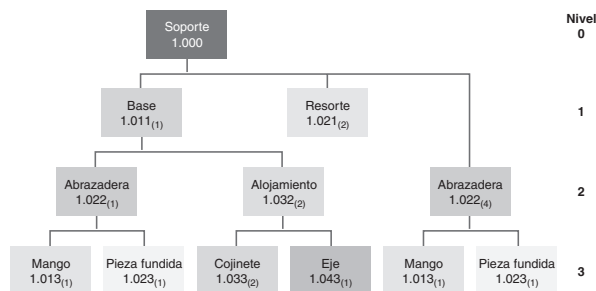 Soporte
1.000
Nivel
0
Base
1.011(1)
Resorte
1.021(2)
1
Abrazadera
1.022(1)
Alojamiento
1.032(2)
Abrazadera
1.022(4)
2
Mango
1.013(1)
Pieza fundida
1.023(1)
Cojinete
1.033(2)
Eje
1.043(1)
Mango
1.013(1)
Pieza fundida
1.023(1)
3